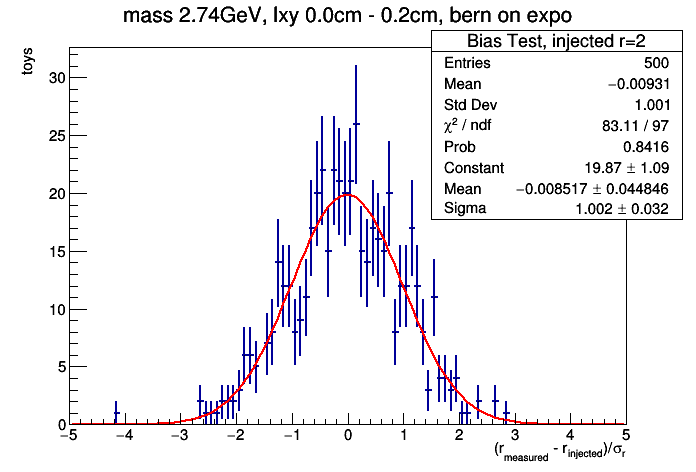 mass 2.74GeV, lxy 0.0cm - 0.2cm, bern on expo
Bias Test, injected r=2
Entries 500
Mean −0.00931
Std Dev 1.001
χ² / ndf 83.11 / 97
Prob 0.8416
Constant 19.87 ± 1.09
Mean −0.008517 ± 0.044846
Sigma 1.002 ± 0.032
toys
30
25
20
15
10
5
0
−5 −4 −3 −2 −1 0 1 2 3 4 5
(r_measured - r_injected)/σ_r